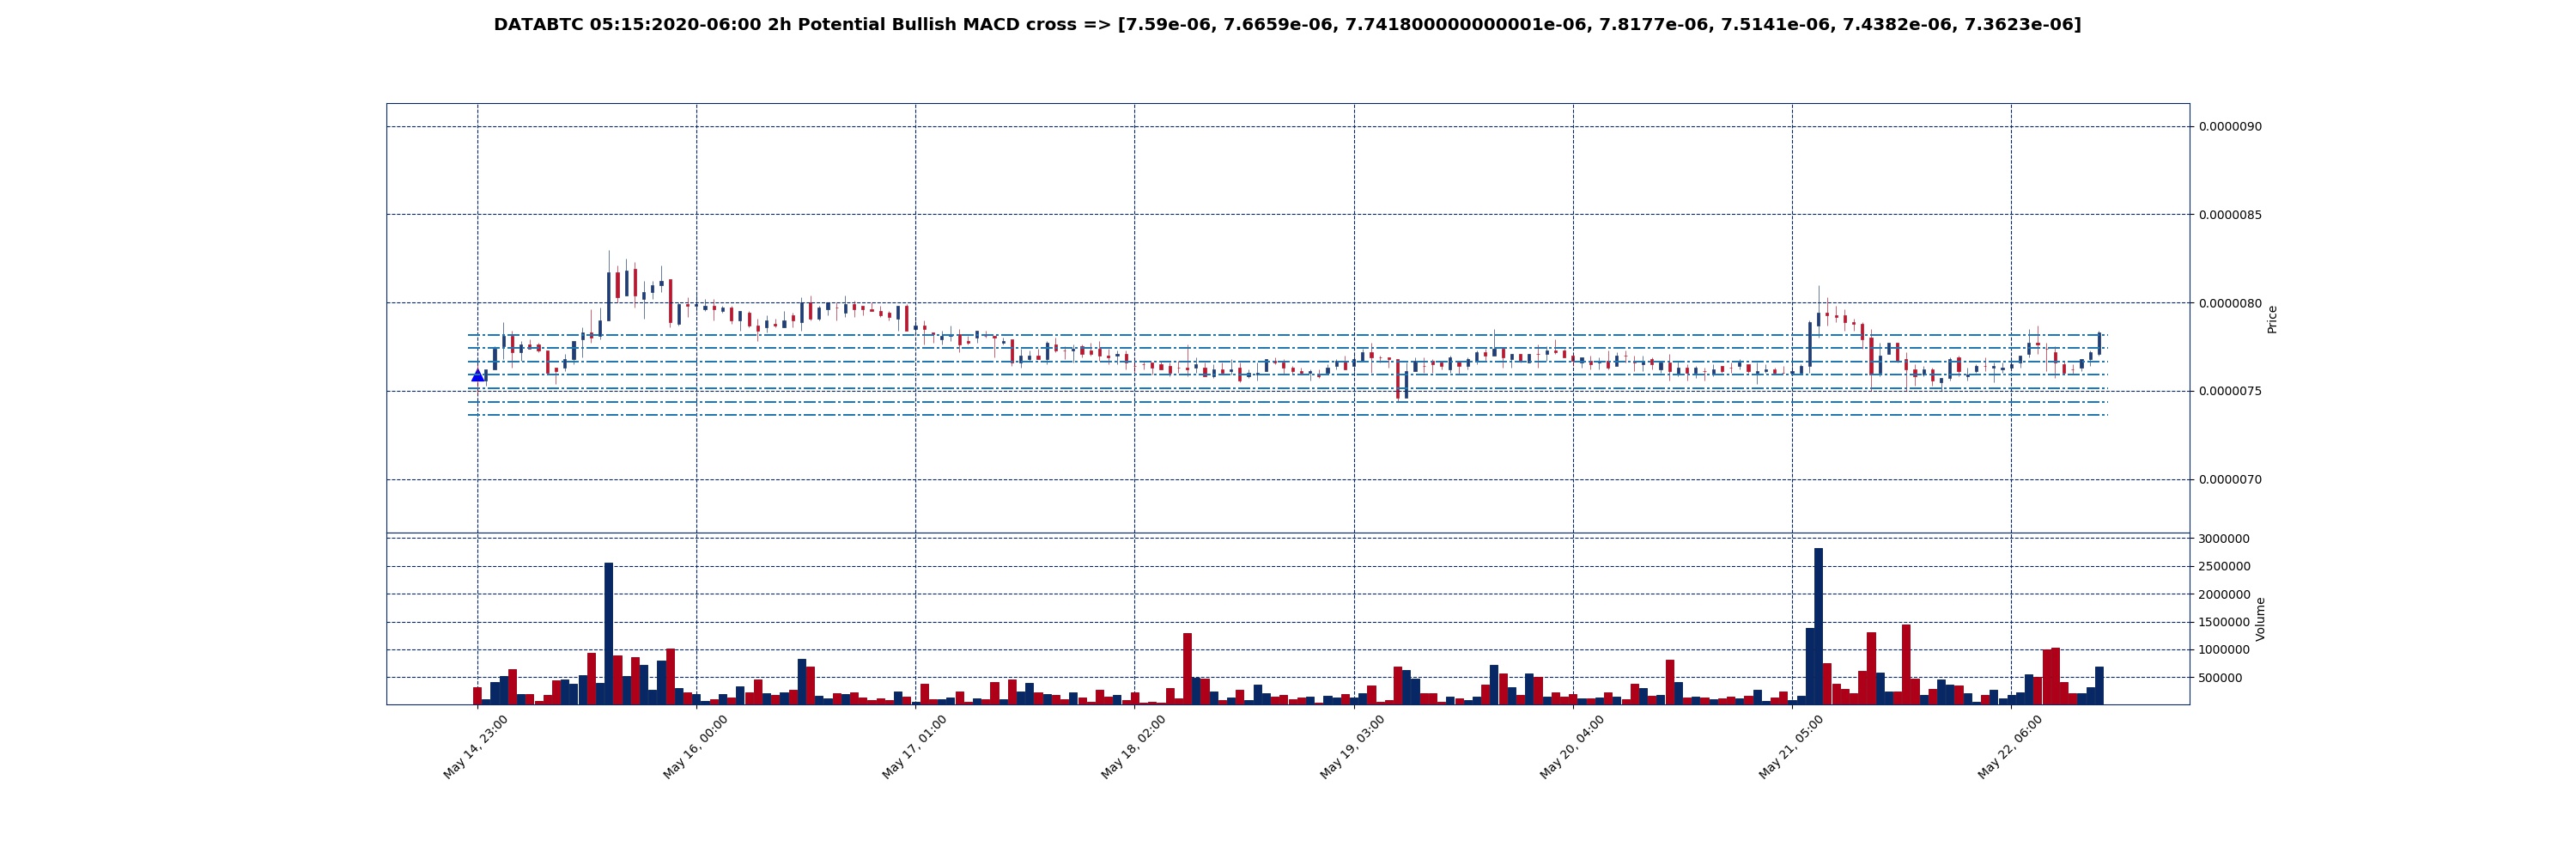 DATABTC 05:15:2020-06:00 2h Potential Bullish MACD cross => [7.59e-06, 7.6659e-06, 7.741800000000001e-06, 7.8177e-06, 7.5141e-06, 7.4382e-06, 7.3623e-06]
0.0000090
0.0000085
0.0000080
Price
0.0000075
0.0000070
3000000
2500000
2000000
Volume
1500000
1000000
500000
May 14, 23:00
May 16, 00:00
May 17, 01:00
May 18, 02:00
May 19, 03:00
May 20, 04:00
May 21, 05:00
May 22, 06:00